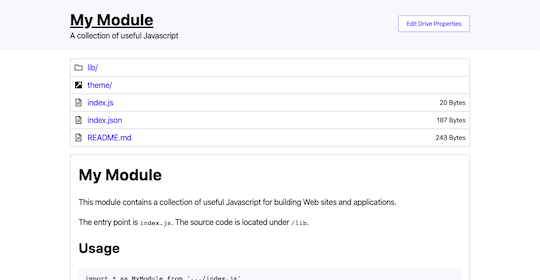 My Module
A collection of useful Javascript
Edit Drive Properties
lib/
theme/
index.js 20 Bytes
index.json 187 Bytes
README.md 243 Bytes
My Module
This module contains a collection of useful Javascript for building Web sites and applications.
The entry point is index.js. The source code is located under /lib.
Usage
import * as MyModule from '.../index.js'